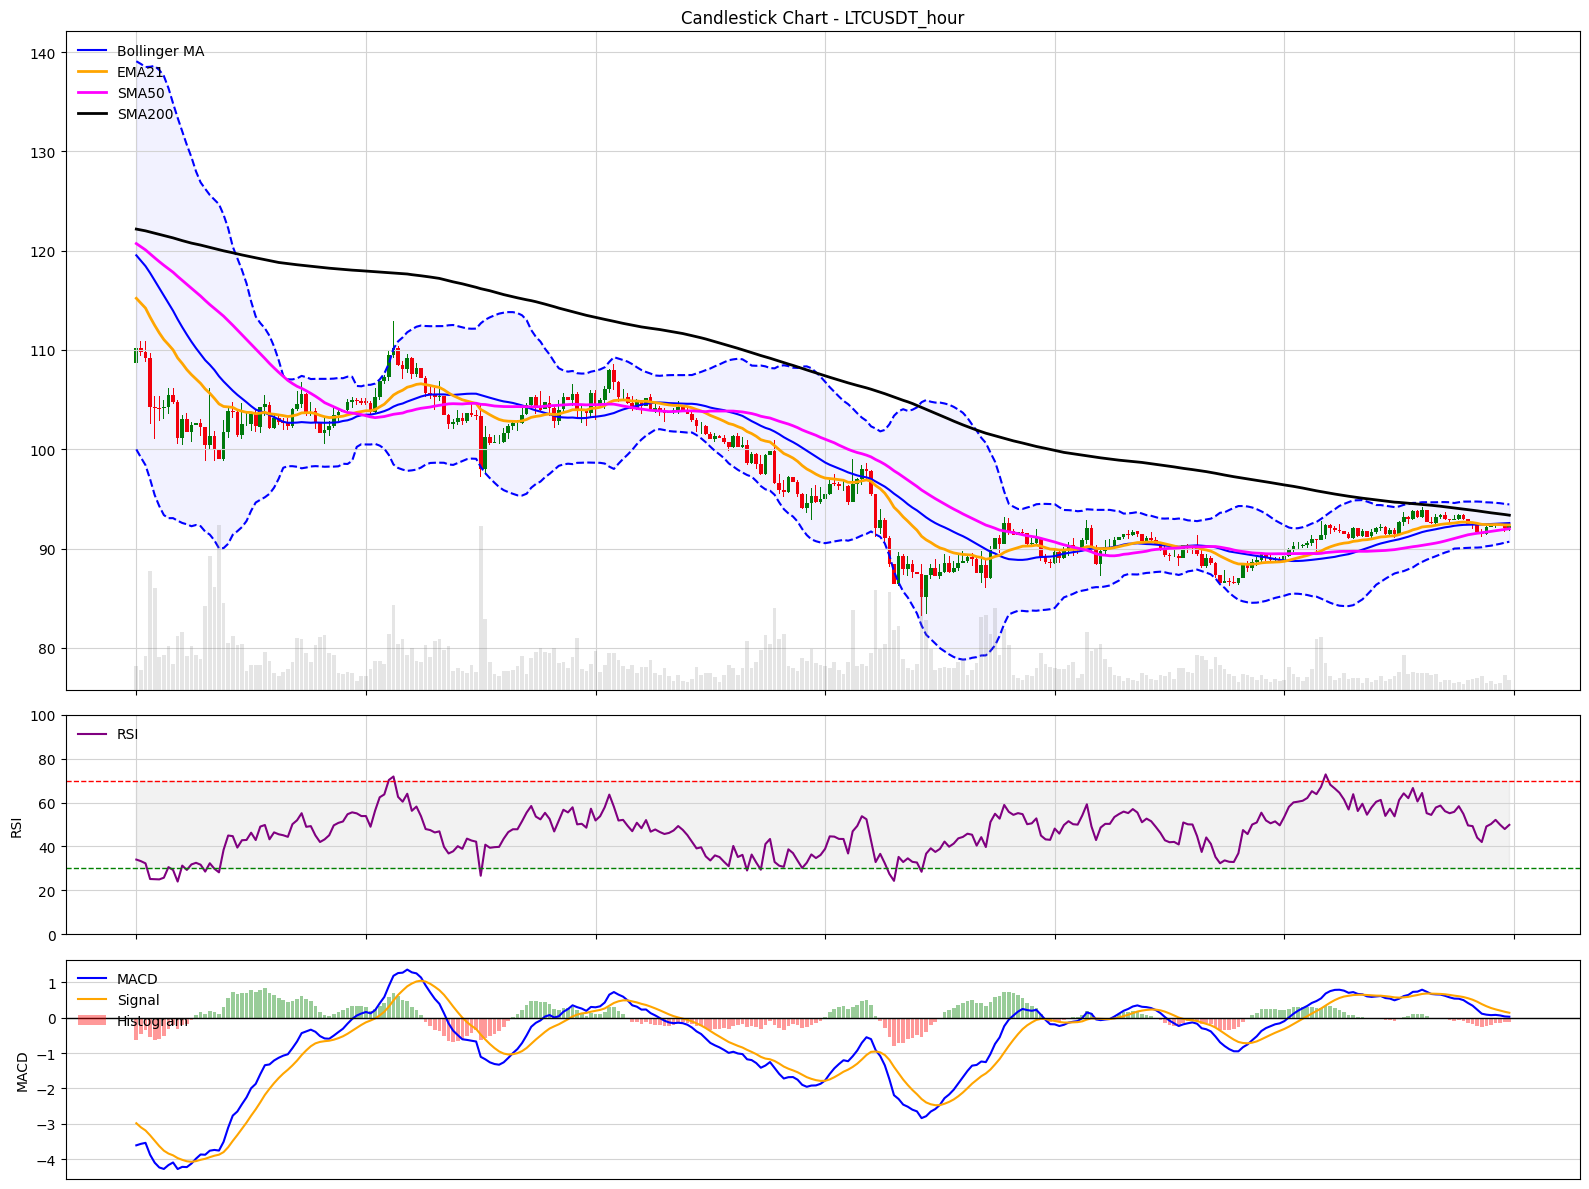 Candlestick Chart - LTCUSDT_hour
140
130
120
110
100
90
80
Bollinger MA
EMA21
SMA50
SMA200
100
80
60
40
20
0
RSI
RSI
1
0
−1
−2
−3
−4
MACD
MACD
Signal
Histogram